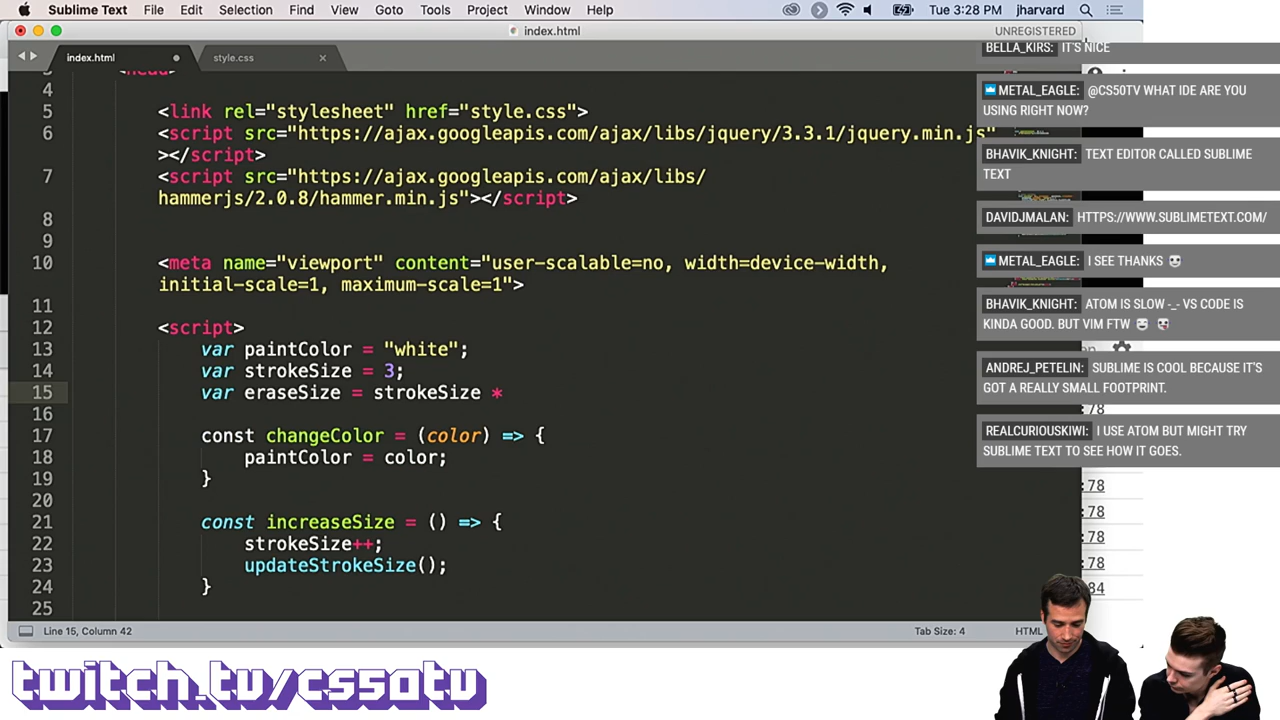 Sublime Text File Edit Selection Find View Goto Tools Project Window Help Tue 3:28 PM jharvard
index.html UNREGISTERED
index.html style.css
3 <head>
4
5 <link rel="stylesheet" href="style.css">
6 <script src="https://ajax.googleapis.com/ajax/libs/jquery/3.3.1/jquery.min.js"
></script>
7 <script src="https://ajax.googleapis.com/ajax/libs/
hammerjs/2.0.8/hammer.min.js"></script>
8
9
10 <meta name="viewport" content="user-scalable=no, width=device-width,
initial-scale=1, maximum-scale=1">
11
12 <script>
13 var paintColor = "white";
14 var strokeSize = 3;
15 var eraseSize = strokeSize *
16
17 const changeColor = (color) => {
18 paintColor = color;
19 }
20
21 const increaseSize = () => {
22 strokeSize++;
23 updateStrokeSize();
24 }
25
Line 15, Column 42 Tab Size: 4 HTML
BELLA_KIRS: IT'S NICE
METAL_EAGLE: @CS50TV WHAT IDE ARE YOU
USING RIGHT NOW?
BHAVIK_KNIGHT: TEXT EDITOR CALLED SUBLIME
TEXT
DAVIDJMALAN: HTTPS://WWW.SUBLIMETEXT.COM/
METAL_EAGLE: I SEE THANKS
BHAVIK_KNIGHT: ATOM IS SLOW -_- VS CODE IS
KINDA GOOD. BUT VIM FTW
ANDREJ_PETELIN: SUBLIME IS COOL BECAUSE IT'S
GOT A REALLY SMALL FOOTPRINT.
:78
REALCURIOUSKIWI: I USE ATOM BUT MIGHT TRY
SUBLIME TEXT TO SEE HOW IT GOES.
:78
:78
:78
:78
:84
twitch.tv/cs50tv